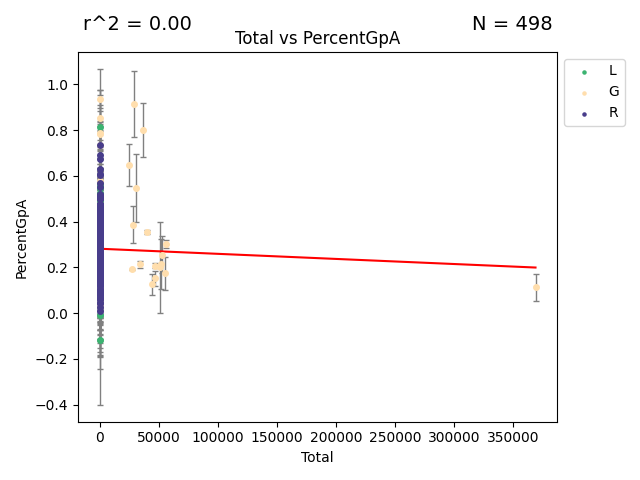 r^2 = 0.00
N = 498
Total vs PercentGpA
L
G
R
PercentGpA
1.0
0.8
0.6
0.4
0.2
0.0
−0.2
−0.4
0
50000
100000
150000
200000
250000
300000
350000
Total